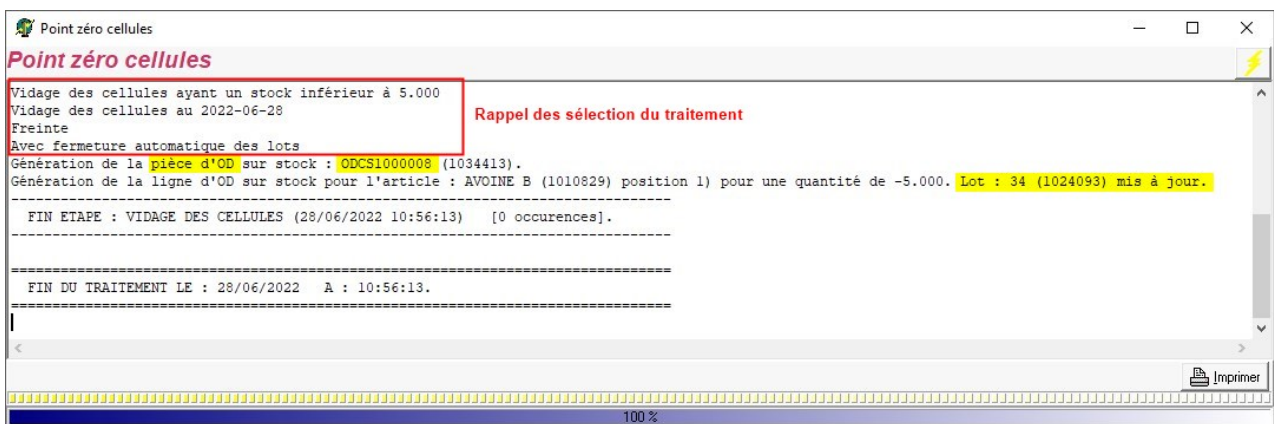 Point zéro cellules
Point zéro cellules
Vidage des cellules ayant un stock inférieur à 5.000
Vidage des cellules au 2022-06-28
Rappel des sélection du traitement
Freinte
Avec fermeture automatique des lots
Génération de la pièce d'OD sur stock : ODCS1000008 (1034413).
Génération de la ligne d'OD sur stock pour l'article : AVOINE B (1010829) position 1) pour une quantité de -5.000. Lot : 34 (1024093) mis à jour.
--------------------------------------------------------------------------------
FIN ETAPE : VIDAGE DES CELLULES (28/06/2022 10:56:13) [0 occurences].
--------------------------------------------------------------------------------
================================================================================
FIN DU TRAITEMENT LE : 28/06/2022 A : 10:56:13.
================================================================================
Imprimer
100 %